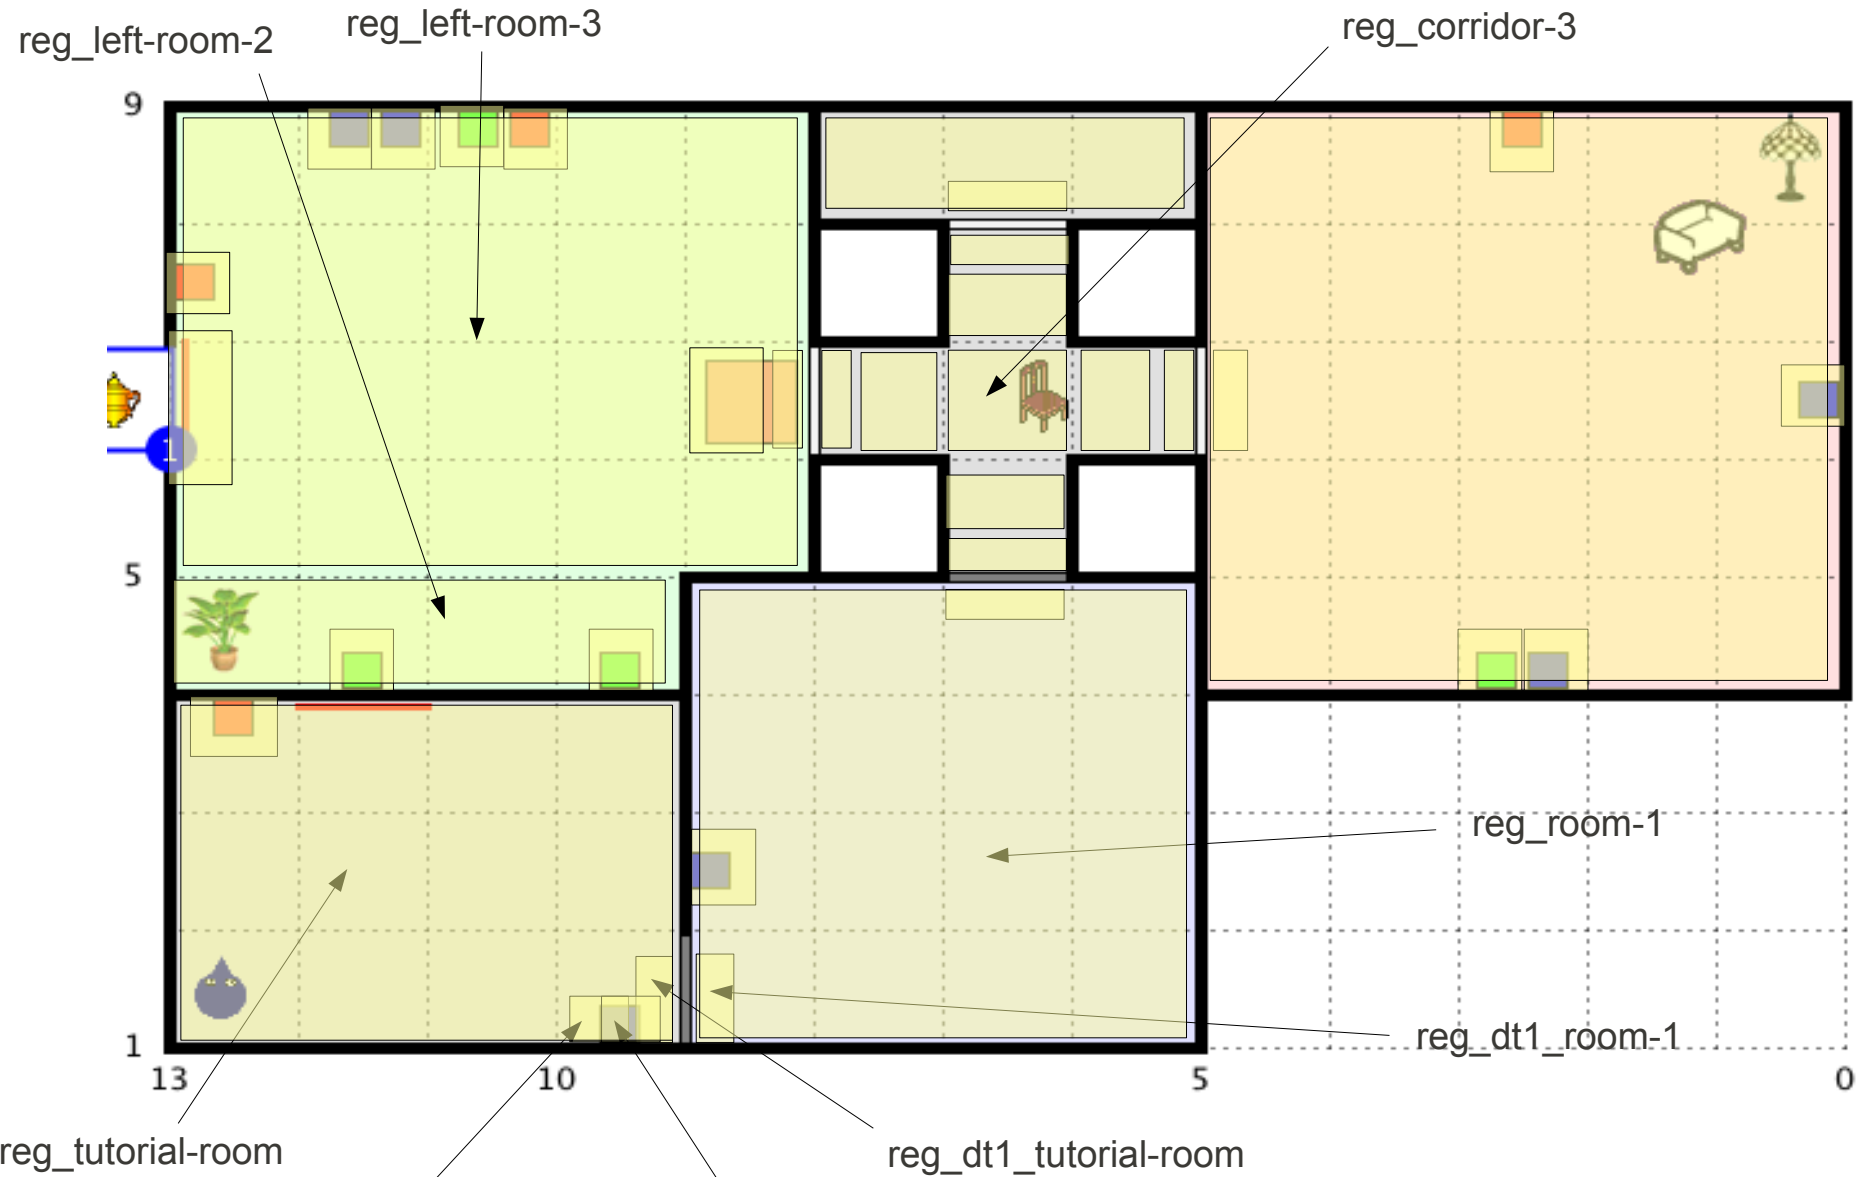 reg_left-room-2
reg_left-room-3
reg_corridor-3
9
1
5
reg_room-1
reg_dt1_room-1
1
13
10
5
0
reg_tutorial-room
reg_dt1_tutorial-room